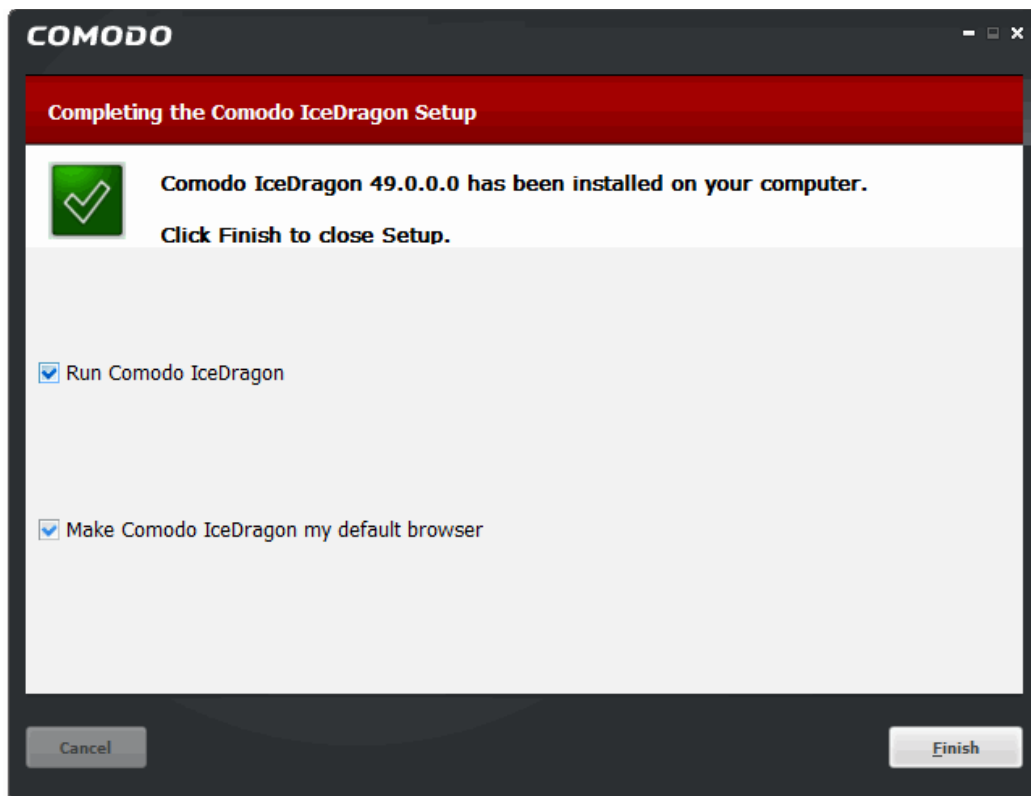 COMODO
Completing the Comodo IceDragon Setup
Comodo IceDragon 49.0.0.0 has been installed on your computer.
Click Finish to close Setup.
Run Comodo IceDragon
Make Comodo IceDragon my default browser
Cancel
Finish